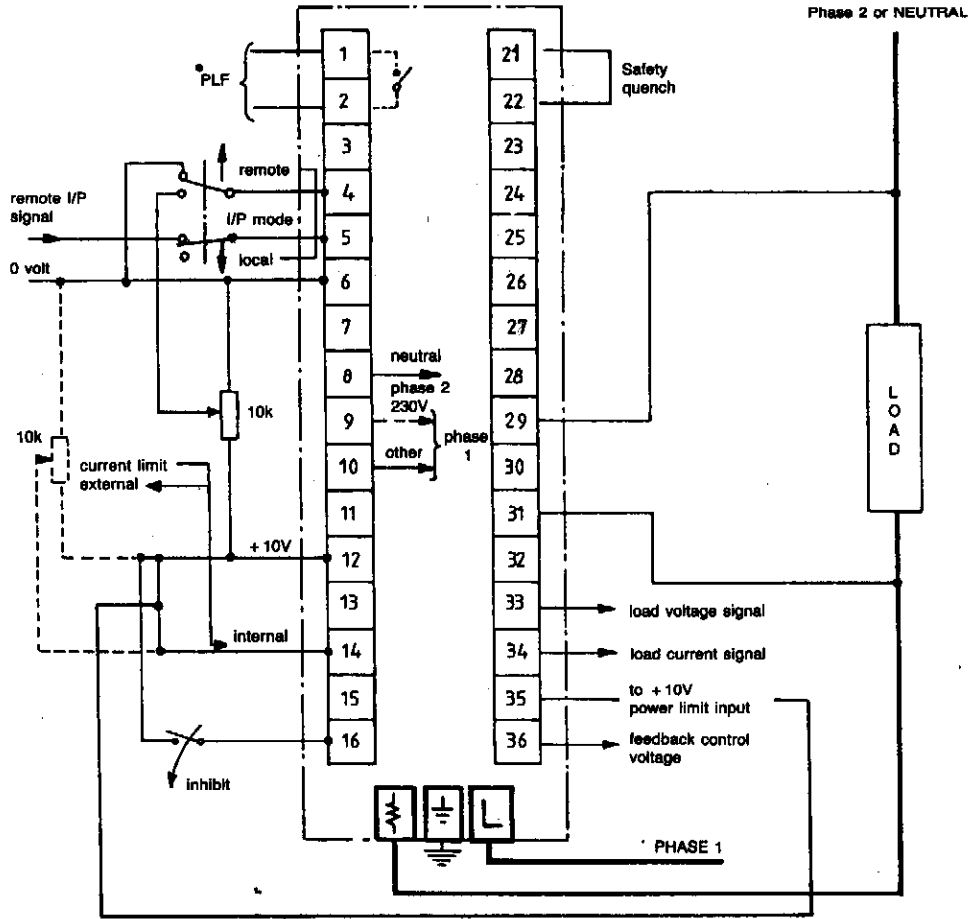 Phase 2 or NEUTRAL
1
2
3
4
5
6
7
8
9
10
11
12
13
14
15
16
21
22
23
24
25
26
27
28
29
30
31
32
33
34
35
36
*PLF
Safety
quench
remote
remote I/P
signal
I/P mode
local
0 volt
neutral
phase 2
230V
phase
1
other
10k
10k
current limit
external
+10V
internal
inhibit
LOAD
load voltage signal
load current signal
to +10V
power limit input
feedback control
voltage
L
PHASE 1